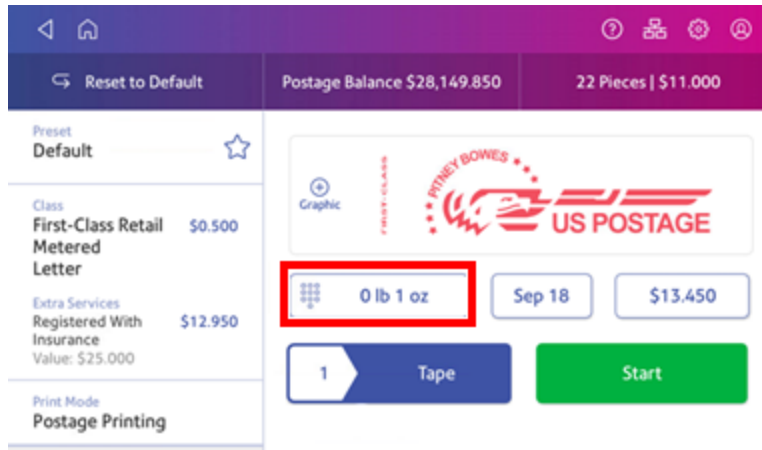 Reset to Default
Postage Balance $28,149.850
22 Pieces | $11.000
Preset
Default
Class
First-Class Retail $0.500
Metered
Letter
Extra Services
Registered With $12.950
Insurance
Value: $25.000
Print Mode
Postage Printing
Graphic
FIRST-CLASS
PITNEY BOWES
US POSTAGE
0 lb 1 oz
Sep 18
$13.450
1
Tape
Start